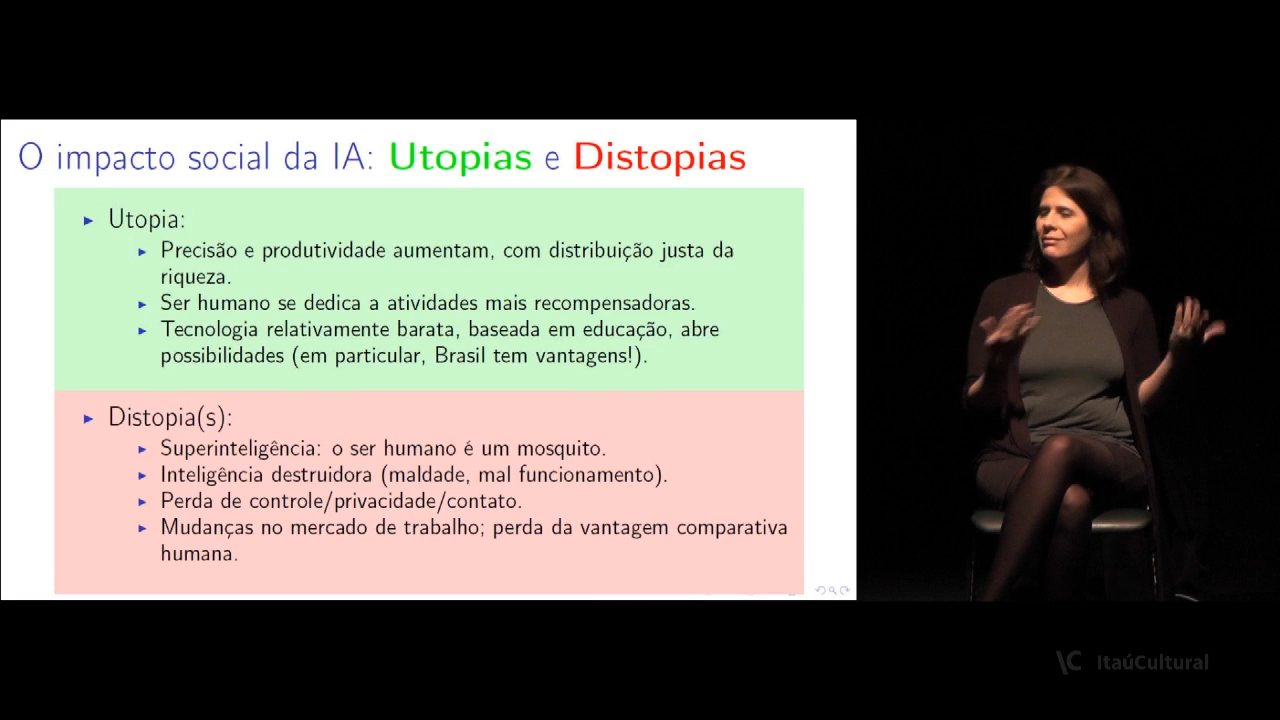 O impacto social da IA: Utopias e Distopias
Utopia:
Precisão e produtividade aumentam, com distribuição justa da
riqueza.
Ser humano se dedica a atividades mais recompensadoras.
Tecnologia relativamente barata, baseada em educação, abre
possibilidades (em particular, Brasil tem vantagens!).
Distopia(s):
Superinteligência: o ser humano é um mosquito.
Inteligência destruidora (maldade, mal funcionamento).
Perda de controle/privacidade/contato.
Mudanças no mercado de trabalho; perda da vantagem comparativa
humana.
\C ItaúCultural